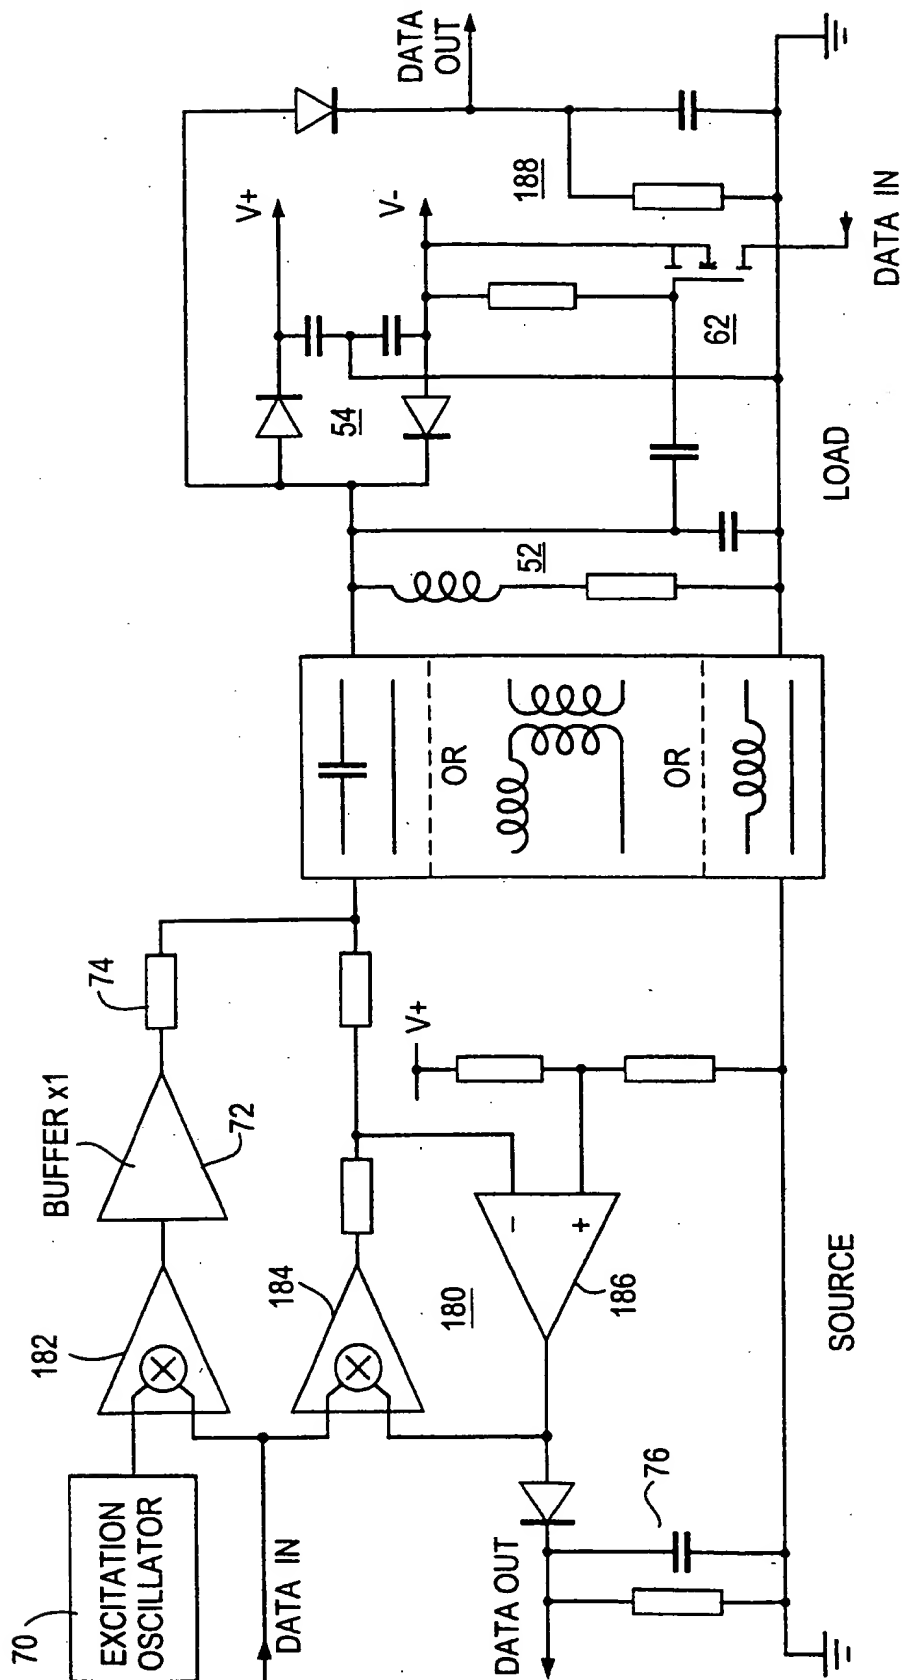 70
EXCITATION
OSCILLATOR
DATA IN
182
BUFFER x1
72
74
184
180
186
V+
DATA OUT
76
SOURCE
OR
OR
52
54
V+
V-
62
188
DATA
OUT
DATA IN
LOAD